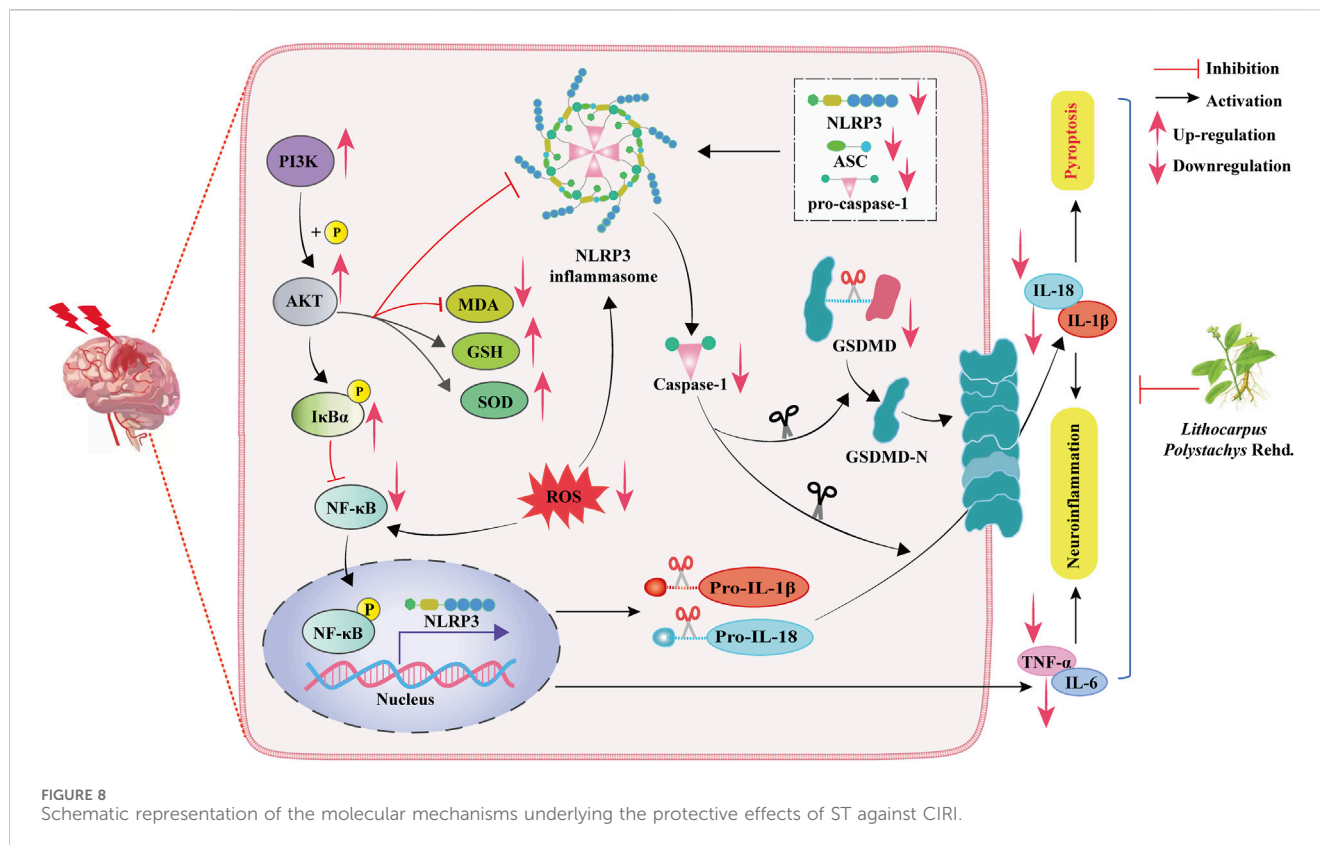 Inhibition
Activation
Up-regulation
Downregulation
PI3K
+ P
AKT
P
IκBα
NF-κB
MDA
GSH
SOD
ROS
NLRP3
inflammasome
NLRP3
ASC
pro-caspase-1
Caspase-1
GSDMD
GSDMD-N
P
NF-κB
NLRP3
Nucleus
Pro-IL-1β
Pro-IL-18
Pyroptosis
IL-18
IL-1β
Neuroinflammation
TNF-α
IL-6
Lithocarpus
Polystachys Rehd.
FIGURE 8
Schematic representation of the molecular mechanisms underlying the protective effects of ST against CIRI.